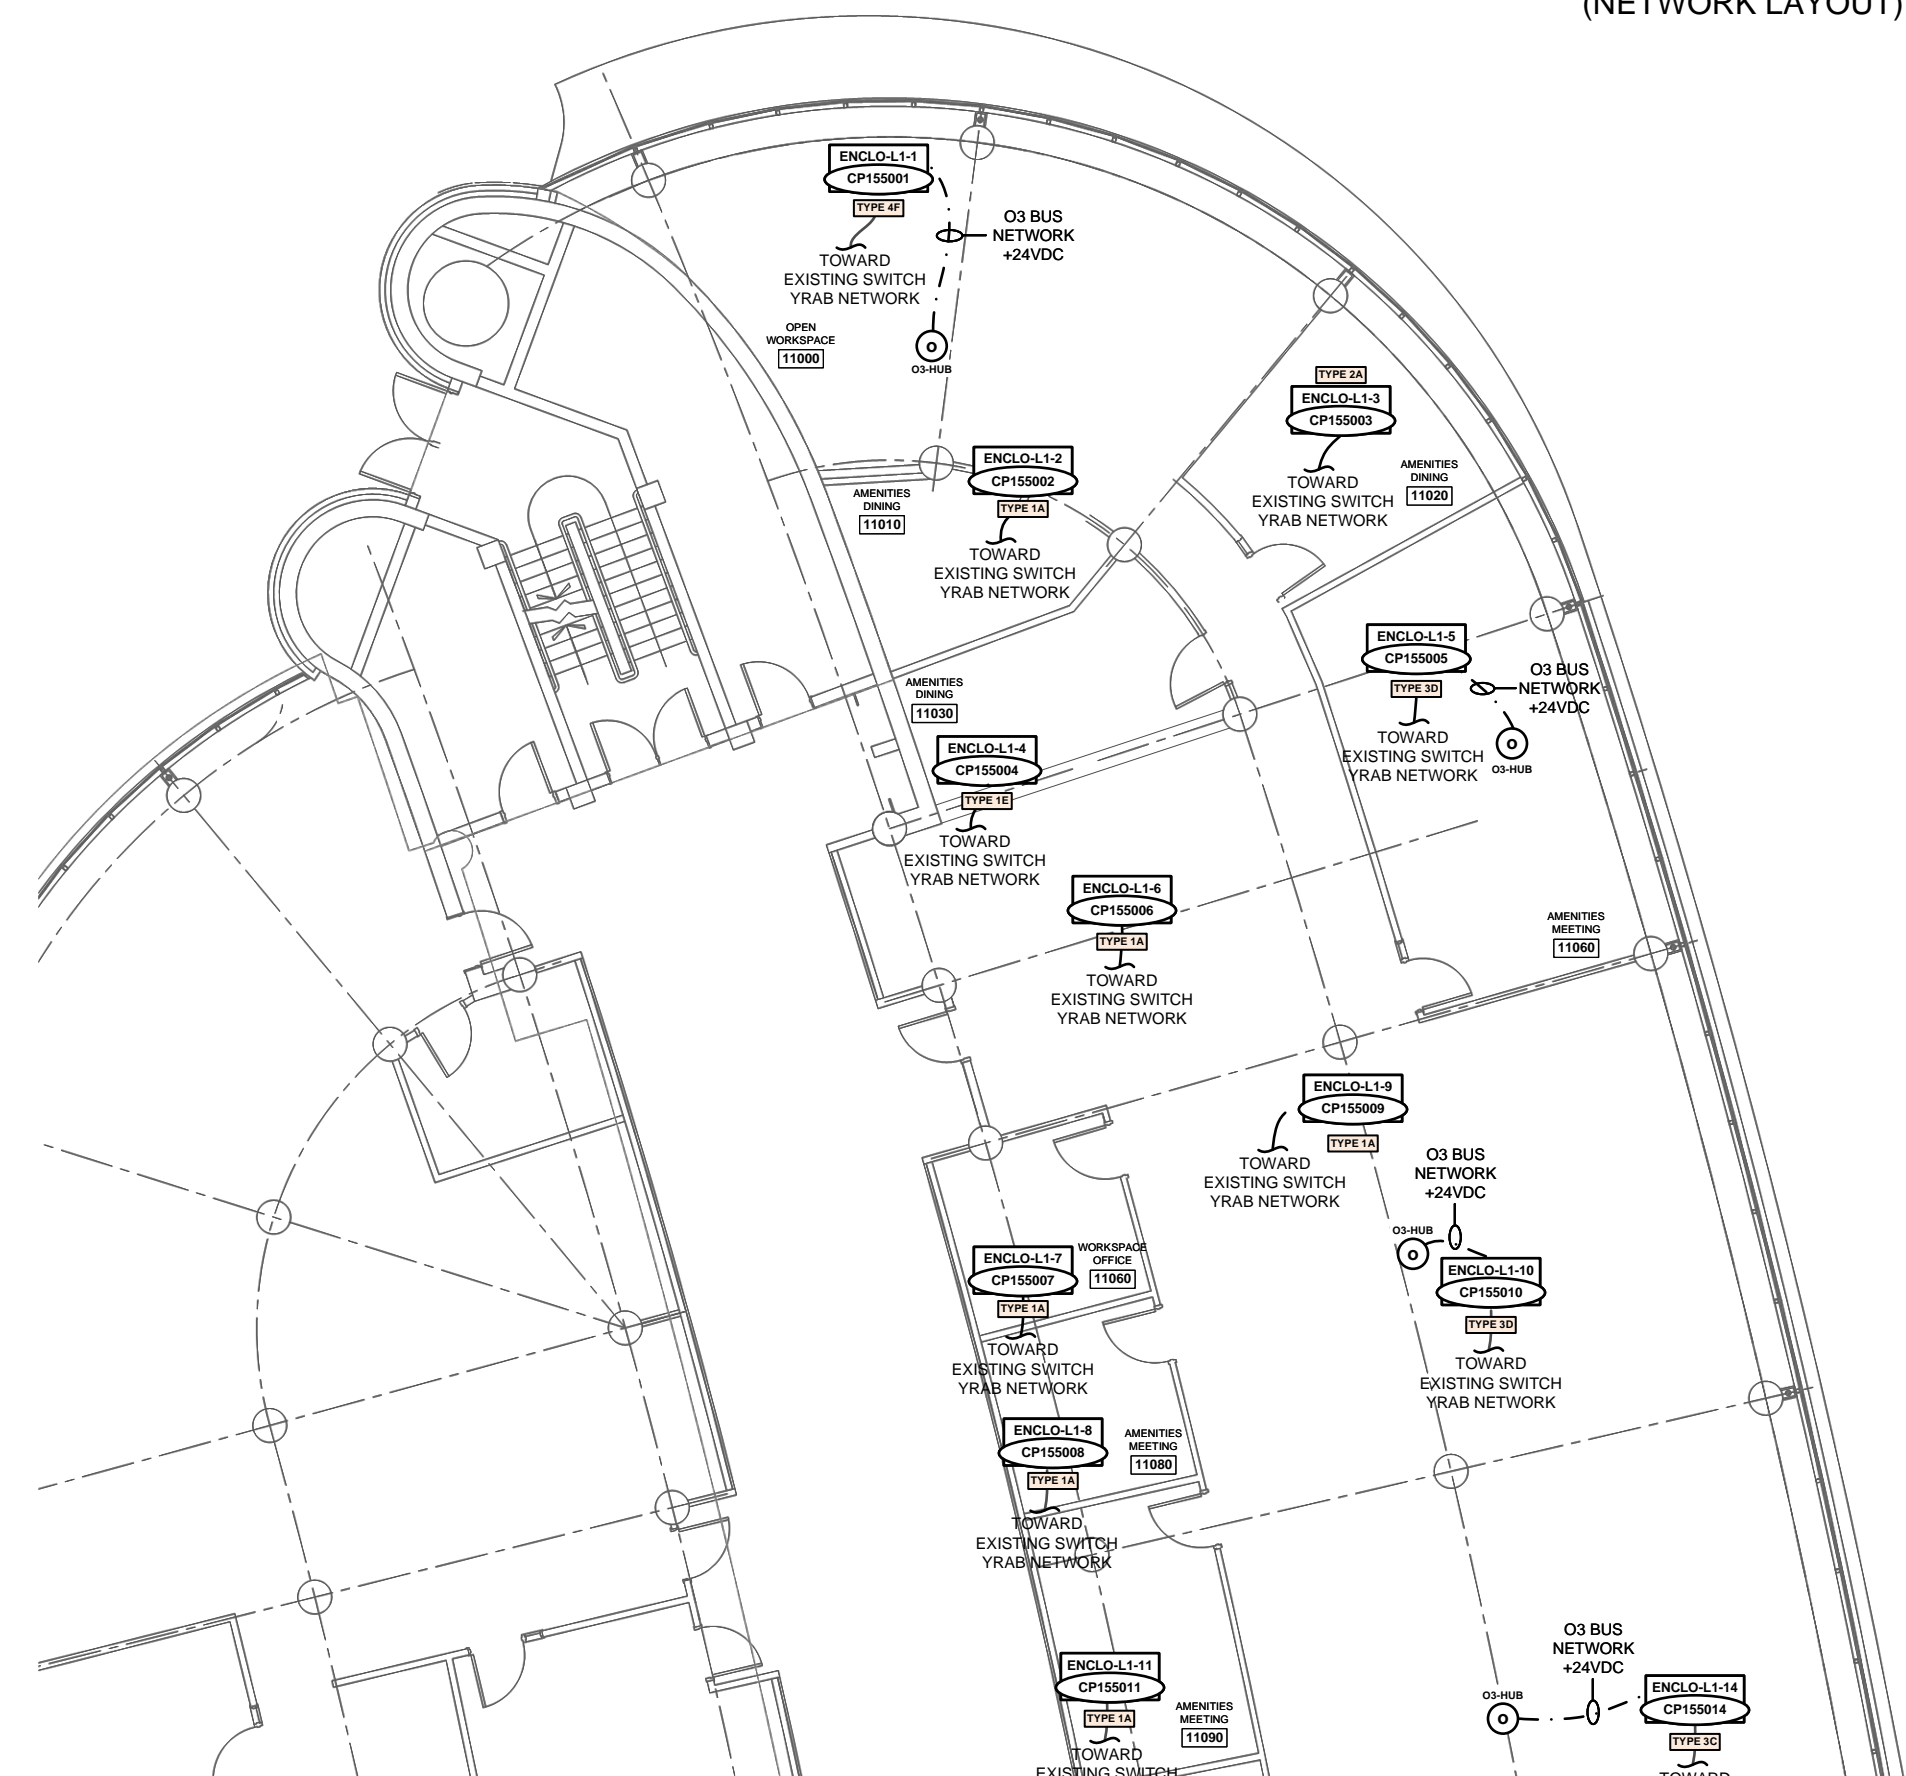 (NETWORK LAYOUT)
ENCLO-L1-1
CP155001
TYPE 4F
TOWARD
EXISTING SWITCH
YRAB NETWORK
O3 BUS
NETWORK
+24VDC
OPEN
WORKSPACE
11000
O
O3-HUB
TYPE 2A
ENCLO-L1-3
CP155003
TOWARD
EXISTING SWITCH
YRAB NETWORK
AMENITIES
DINING
11020
ENCLO-L1-2
CP155002
TYPE 1A
TOWARD
EXISTING SWITCH
YRAB NETWORK
AMENITIES
DINING
11010
ENCLO-L1-5
CP155005
TYPE 3D
TOWARD
EXISTING SWITCH
YRAB NETWORK
O3 BUS
NETWORK
+24VDC
O
O3-HUB
AMENITIES
DINING
11030
ENCLO-L1-4
CP155004
TYPE 1E
TOWARD
EXISTING SWITCH
YRAB NETWORK
ENCLO-L1-6
CP155006
TYPE 1A
TOWARD
EXISTING SWITCH
YRAB NETWORK
AMENITIES
MEETING
11060
ENCLO-L1-9
CP155009
TYPE 1A
TOWARD
EXISTING SWITCH
YRAB NETWORK
O3 BUS
NETWORK
+24VDC
O3-HUB
O
ENCLO-L1-10
CP155010
TYPE 3D
TOWARD
EXISTING SWITCH
YRAB NETWORK
ENCLO-L1-7
CP155007
TYPE 1A
TOWARD
EXISTING SWITCH
YRAB NETWORK
WORKSPACE
OFFICE
11060
ENCLO-L1-8
CP155008
TYPE 1A
TOWARD
EXISTING SWITCH
YRAB NETWORK
AMENITIES
MEETING
11080
ENCLO-L1-11
CP155011
TYPE 1A
TOWARD
EXISTING SWITCH
AMENITIES
MEETING
11090
O3 BUS
NETWORK
+24VDC
O3-HUB
O
ENCLO-L1-14
CP155014
TYPE 3C
TOWARD